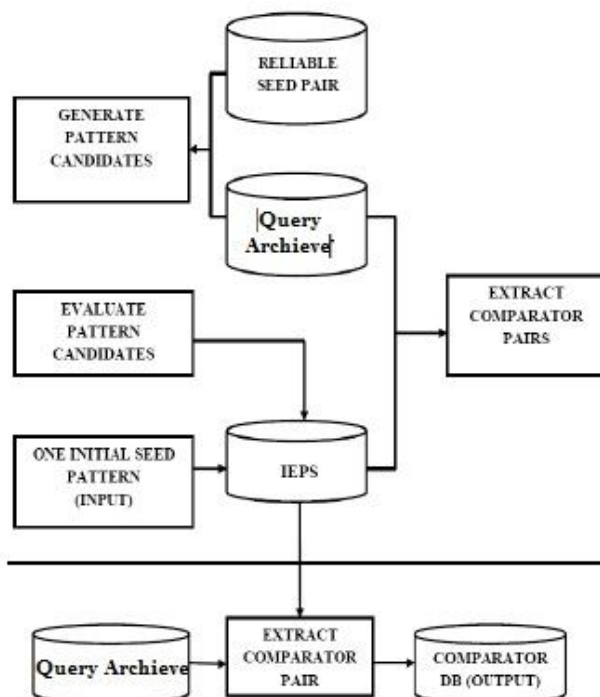 RELIABLE
SEED PAIR
GENERATE
PATTERN
CANDIDATES
Query
Archieve
EVALUATE
PATTERN
CANDIDATES
EXTRACT
COMPARATOR
PAIRS
ONE INITIAL SEED
PATTERN
(INPUT)
IEPS
Query Archieve
EXTRACT
COMPARATOR
PAIR
COMPARATOR
DB (OUTPUT)